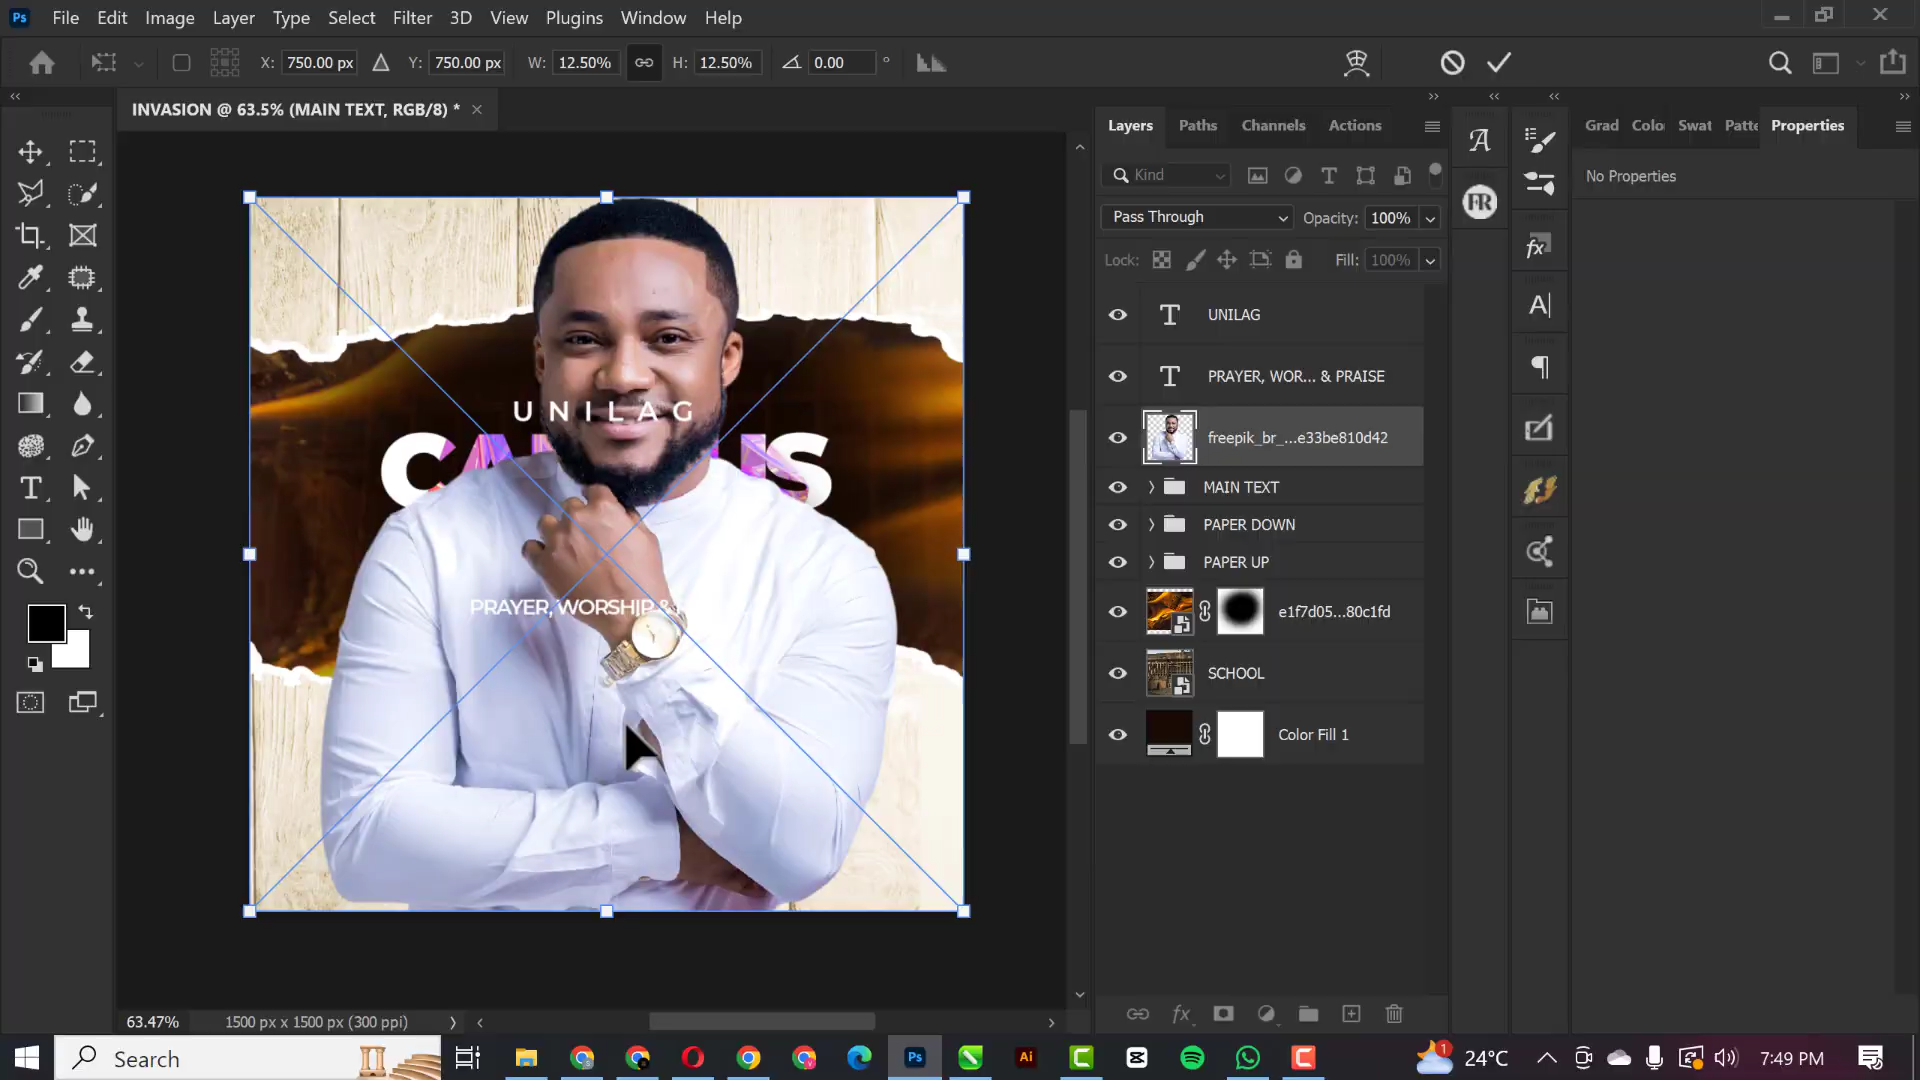 File Edit Image Layer Type Select Filter 3D View Plugins Window Help
X: 750.00 px Y: 750.00 px W: 12.50% H: 12.50% 0.00 °
INVASION @ 63.5% (MAIN TEXT, RGB/8) *
Layers Paths Channels Actions
Grad Color Swat Patte Properties
Kind
No Properties
Pass Through Opacity: 100%
Lock: Fill: 100%
UNILAG
PRAYER, WOR... & PRAISE
freepik_br_...e33be810d42
MAIN TEXT
PAPER DOWN
PAPER UP
e1f7d05...80c1fd
SCHOOL
Color Fill 1
UNILAG
PRAYER, WORSHIP &
63.47% 1500 px x 1500 px (300 ppi)
Search
24°C
7:49 PM